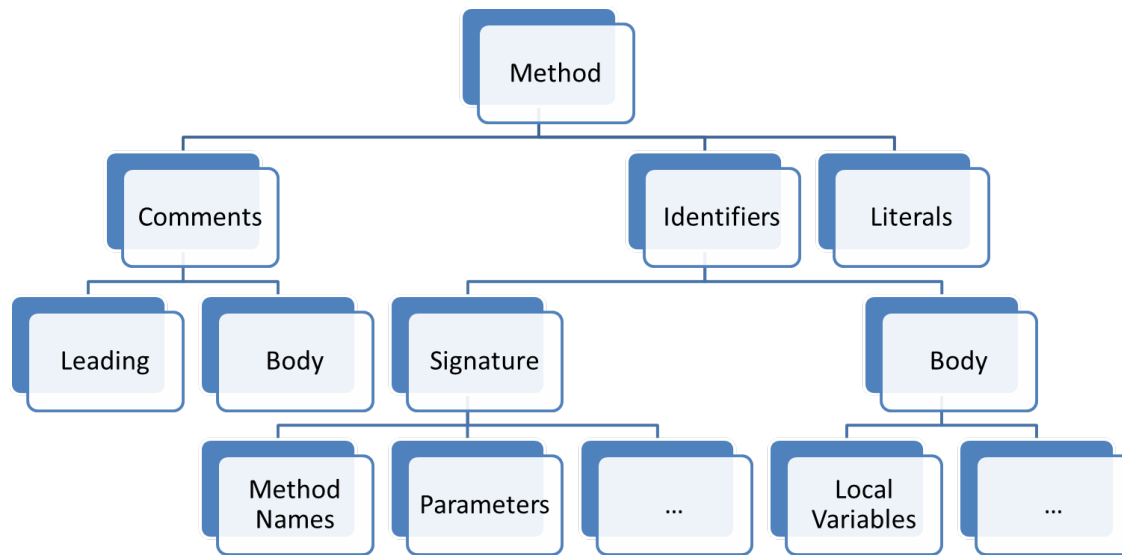 Method
Comments
Identifiers
Literals
Leading
Body
Signature
Body
Method
Names
Parameters
...
Local
Variables
...